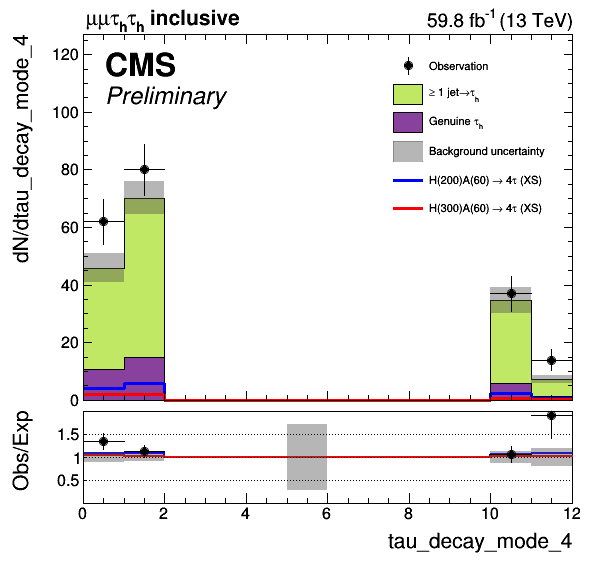 μμτhτh inclusive 59.8 fb⁻¹ (13 TeV)
CMS
Preliminary
Observation
≥ 1 jet→τh
Genuine τh
Background uncertainty
H(200)A(60) → 4τ (XS)
H(300)A(60) → 4τ (XS)
dN/dtau_decay_mode_4
120
100
80
60
40
20
0
Obs/Exp
1.5
1
0.5
0 2 4 6 8 10 12
tau_decay_mode_4